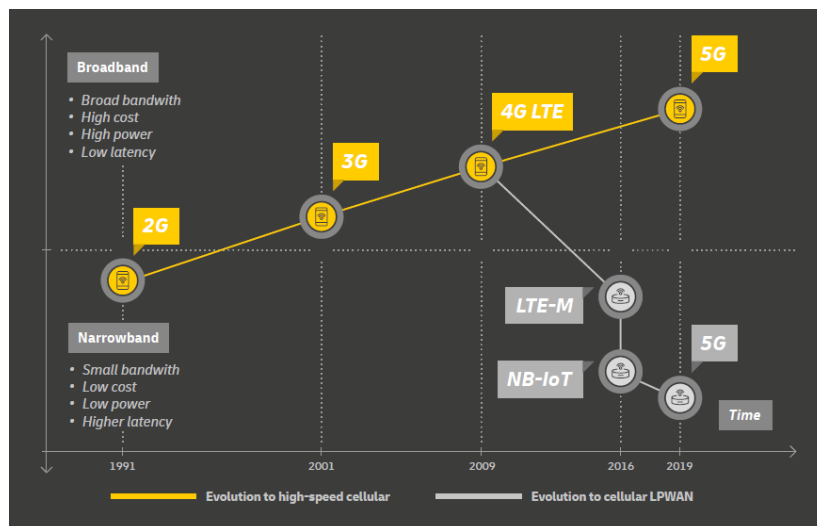 5G
Broadband
• Broad bandwith
• High cost
• High power
• Low latency
4G LTE
3G
2G
LTE-M
Narrowband
• Small bandwith
• Low cost
• Low power
• Higher latency
5G
NB-IoT
Time
1991
2001
2009
2016
2019
Evolution to high-speed cellular
Evolution to cellular LPWAN